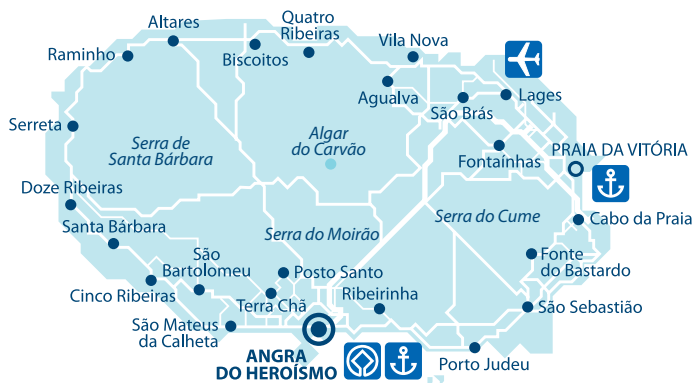 Quatro
Ribeiras
Altares
Vila Nova
Raminho
Biscoitos
Agualva
Lages
São Brás
Serreta
Serra de
Santa Bárbara
Algar
do Carvão
PRAIA DA VITÓRIA
Fontaínhas
Doze Ribeiras
Santa Bárbara
Serra do Moirão
Serra do Cume
Cabo da Praia
São
Bartolomeu
Posto Santo
Fonte
do Bastardo
Cinco Ribeiras
Terra Chã
Ribeirinha
São Sebastião
São Mateus
da Calheta
ANGRA
DO HEROÍSMO
Porto Judeu